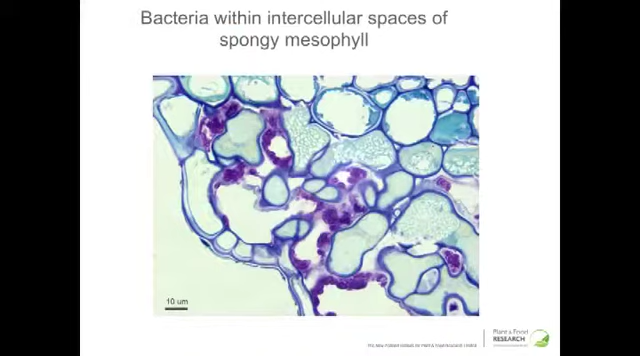 Bacteria within intercellular spaces of
spongy mesophyll
10 um
Plant & Food
RESEARCH